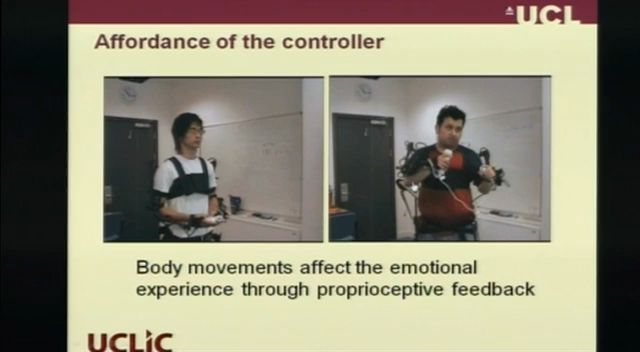 UCL
Affordance of the controller
Body movements affect the emotional
experience through proprioceptive feedback
UCLIC